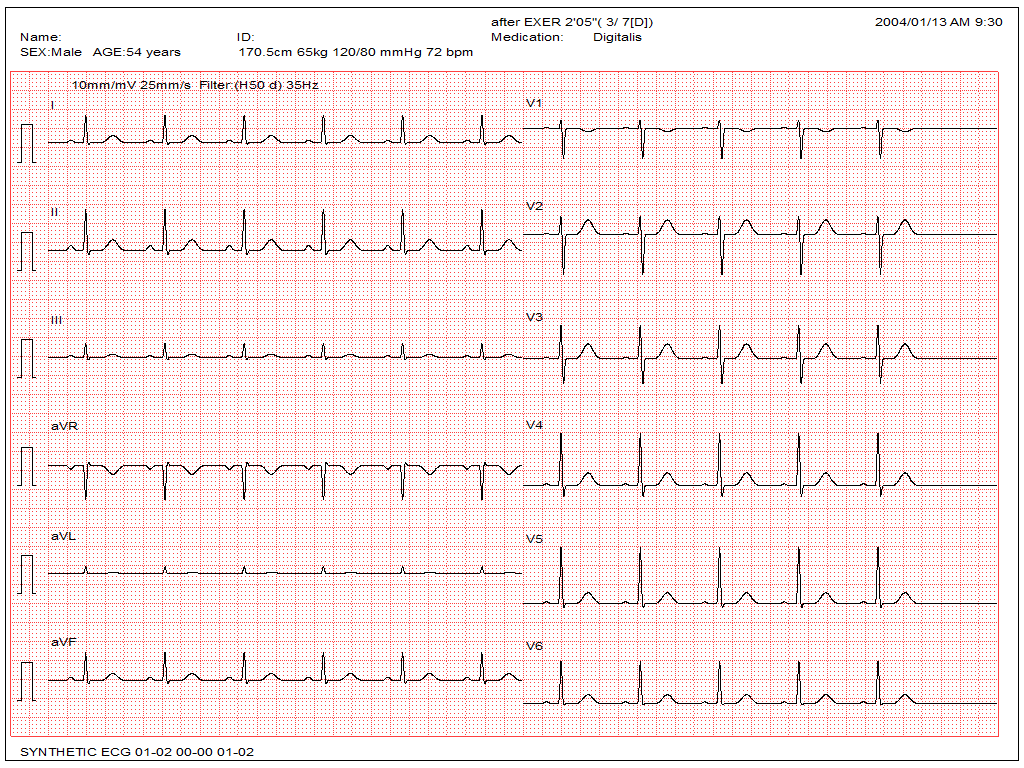 after EXER 2'05"( 3/ 7[D]) 2004/01/13 AM 9:30
Name: ID: Medication: Digitalis
SEX:Male AGE:54 years 170.5cm 65kg 120/80 mmHg 72 bpm
10mm/mV 25mm/s Filter:(H50 d) 35Hz
I
V1
II
V2
III
V3
aVR
V4
aVL
V5
aVF
V6
SYNTHETIC ECG 01-02 00-00 01-02